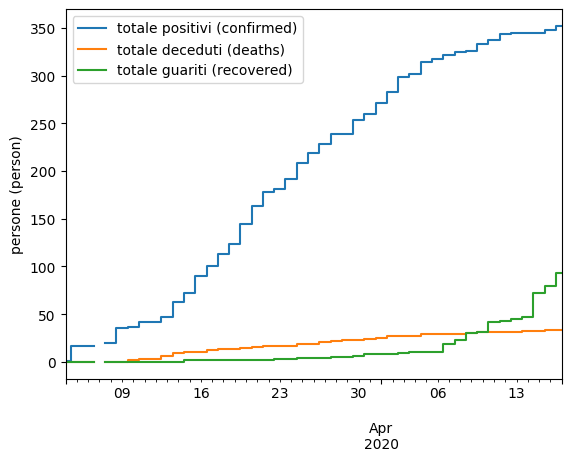 totale positivi (confirmed)
totale deceduti (deaths)
totale guariti (recovered)
persone (person)
350
300
250
200
150
100
50
0
09 16 23 30 06 13
Apr
2020